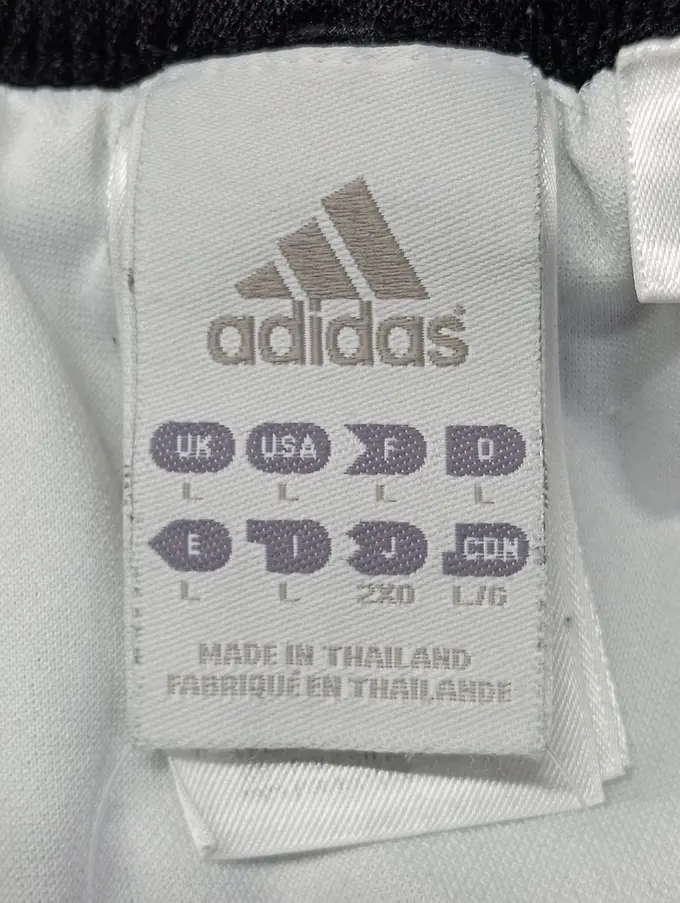 adidas®
UK USA F D
L L L L
E I J CDN
L L 2XO L/G
MADE IN THAILAND
FABRIQUÉ EN THAILANDE